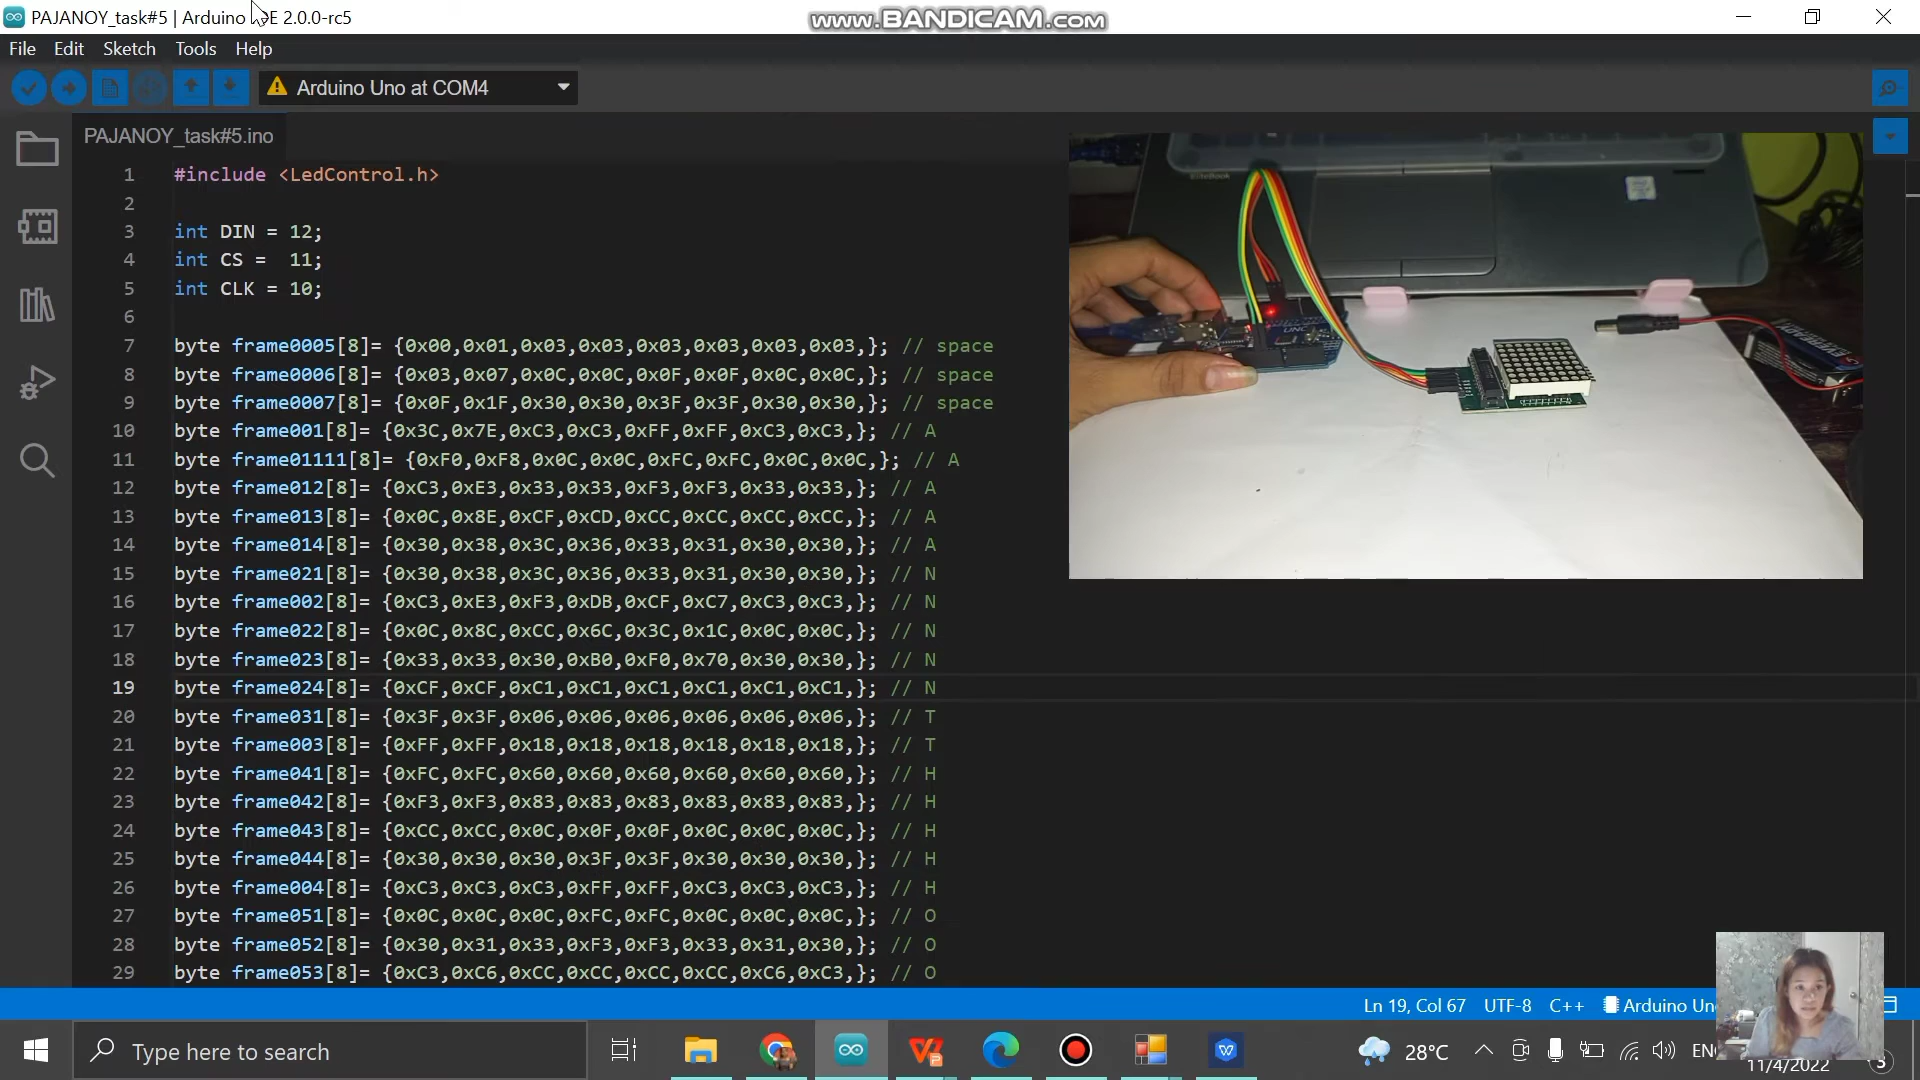 PAJANOY_task#5 | Arduino IDE 2.0.0-rc5
www.BANDICAM.com
File Edit Sketch Tools Help
Arduino Uno at COM4
PAJANOY_task#5.ino
1 #include <LedControl.h>
2
3 int DIN = 12;
4 int CS =  11;
5 int CLK = 10;
6
7 byte frame0005[8]= {0x00,0x01,0x03,0x03,0x03,0x03,0x03,0x03,}; // space
8 byte frame0006[8]= {0x03,0x07,0x0C,0x0C,0x0F,0x0F,0x0C,0x0C,}; // space
9 byte frame0007[8]= {0x0F,0x1F,0x30,0x30,0x3F,0x3F,0x30,0x30,}; // space
10 byte frame001[8]= {0x3C,0x7E,0xC3,0xC3,0xFF,0xFF,0xC3,0xC3,}; // A
11 byte frame01111[8]= {0xF0,0xF8,0x0C,0x0C,0xFC,0xFC,0x0C,0x0C,}; // A
12 byte frame012[8]= {0xC3,0xE3,0x33,0x33,0xF3,0xF3,0x33,0x33,}; // A
13 byte frame013[8]= {0x0C,0x8E,0xCF,0xCD,0xCC,0xCC,0xCC,0xCC,}; // A
14 byte frame014[8]= {0x30,0x38,0x3C,0x36,0x33,0x31,0x30,0x30,}; // A
15 byte frame021[8]= {0x30,0x38,0x3C,0x36,0x33,0x31,0x30,0x30,}; // N
16 byte frame002[8]= {0xC3,0xE3,0xF3,0xDB,0xCF,0xC7,0xC3,0xC3,}; // N
17 byte frame022[8]= {0x0C,0x8C,0xCC,0x6C,0x3C,0x1C,0x0C,0x0C,}; // N
18 byte frame023[8]= {0x33,0x33,0x30,0xB0,0xF0,0x70,0x30,0x30,}; // N
19 byte frame024[8]= {0xCF,0xCF,0xC1,0xC1,0xC1,0xC1,0xC1,0xC1,}; // N
20 byte frame031[8]= {0x3F,0x3F,0x06,0x06,0x06,0x06,0x06,0x06,}; // T
21 byte frame003[8]= {0xFF,0xFF,0x18,0x18,0x18,0x18,0x18,0x18,}; // T
22 byte frame041[8]= {0xFC,0xFC,0x60,0x60,0x60,0x60,0x60,0x60,}; // H
23 byte frame042[8]= {0xF3,0xF3,0x83,0x83,0x83,0x83,0x83,0x83,}; // H
24 byte frame043[8]= {0xCC,0xCC,0x0C,0x0F,0x0F,0x0C,0x0C,0x0C,}; // H
25 byte frame044[8]= {0x30,0x30,0x30,0x3F,0x3F,0x30,0x30,0x30,}; // H
26 byte frame004[8]= {0xC3,0xC3,0xC3,0xFF,0xFF,0xC3,0xC3,0xC3,}; // H
27 byte frame051[8]= {0x0C,0x0C,0x0C,0xFC,0xFC,0x0C,0x0C,0x0C,}; // O
28 byte frame052[8]= {0x30,0x31,0x33,0xF3,0xF3,0x33,0x31,0x30,}; // O
29 byte frame053[8]= {0xC3,0xC6,0xCC,0xCC,0xCC,0xCC,0xC6,0xC3,}; // O
EliteBook
Ln 19, Col 67 UTF-8 C++ Arduino Uno
Type here to search
28°C
11/4/2022
3